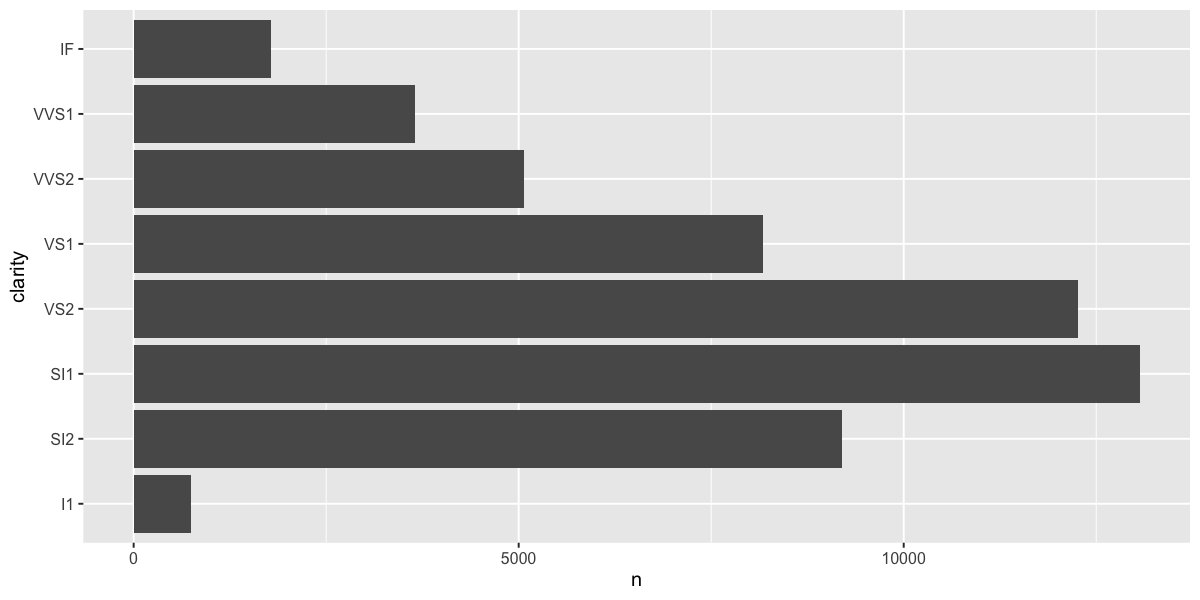 IF
VVS1
VVS2
VS1
VS2
SI1
SI2
I1
clarity
0 5000 10000
n